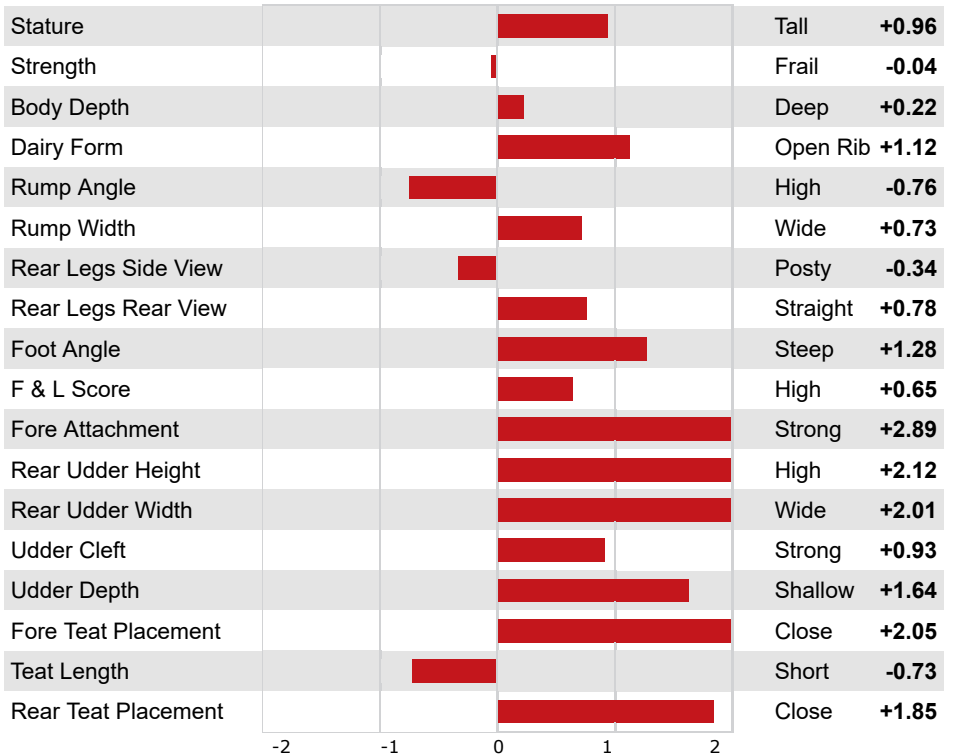 Stature Tall +0.96
Strength Frail -0.04
Body Depth Deep +0.22
Dairy Form Open Rib +1.12
Rump Angle High -0.76
Rump Width Wide +0.73
Rear Legs Side View Posty -0.34
Rear Legs Rear View Straight +0.78
Foot Angle Steep +1.28
F & L Score High +0.65
Fore Attachment Strong +2.89
Rear Udder Height High +2.12
Rear Udder Width Wide +2.01
Udder Cleft Strong +0.93
Udder Depth Shallow +1.64
Fore Teat Placement Close +2.05
Teat Length Short -0.73
Rear Teat Placement Close +1.85
-2 -1 0 1 2